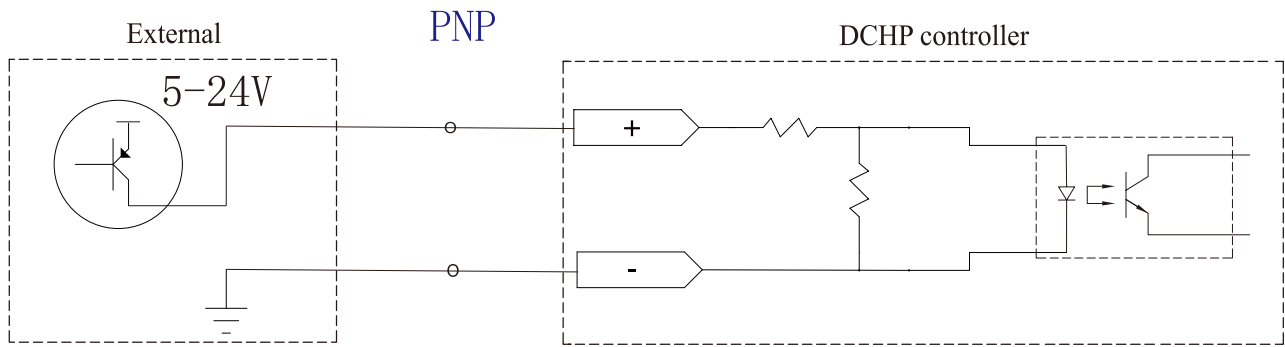 PNP
External
DCHP controller
5-24V
+
-